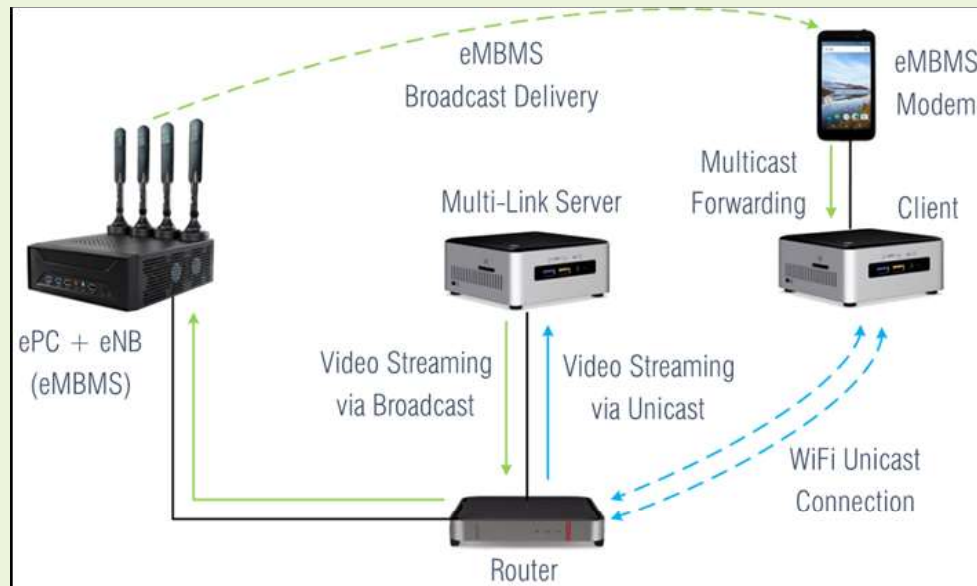 eMBMS
Broadcast Delivery
eMBMS
Modem
Multicast
Forwarding
Multi-Link Server
Client
ePC + eNB
(eMBMS)
Video Streaming
via Broadcast
Video Streaming
via Unicast
WiFi Unicast
Connection
Router